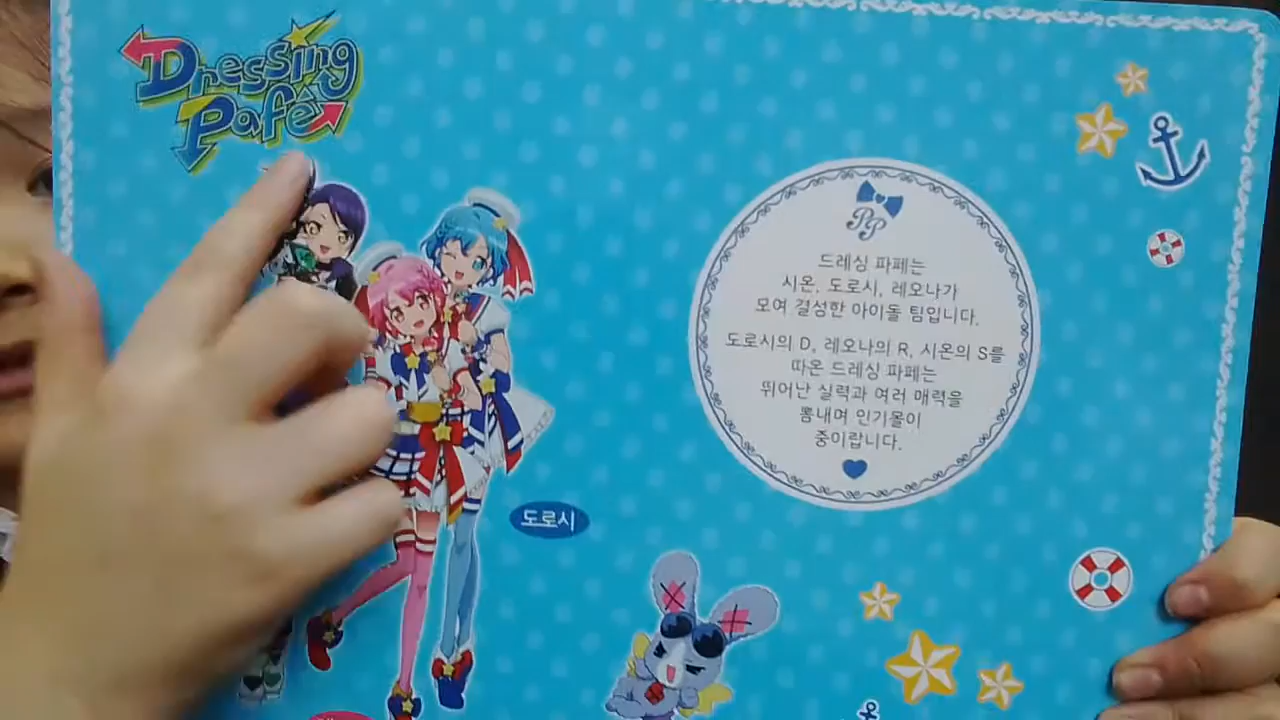 Dressing
Pafé
PP
드레싱 파페는
시온, 도로시, 레오나가
모여 결성한 아이돌 팀입니다.
도로시의 D, 레오나의 R, 시온의 S를
따온 드레싱 파페는
뛰어난 실력과 여러 매력을
뽐내며 인기몰이
중이랍니다.
도로시